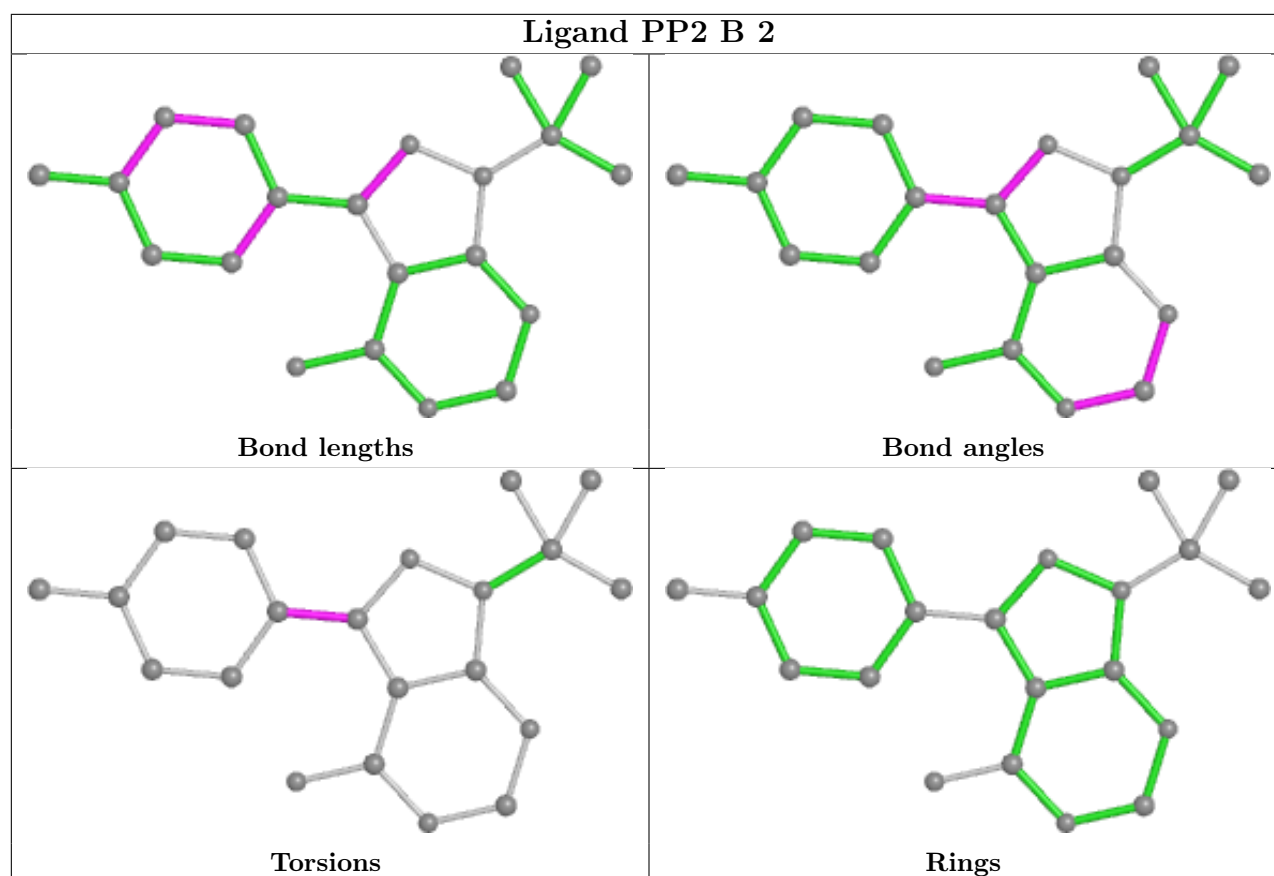 Ligand PP2 B 2
Bond lengths
Bond angles
Torsions
Rings